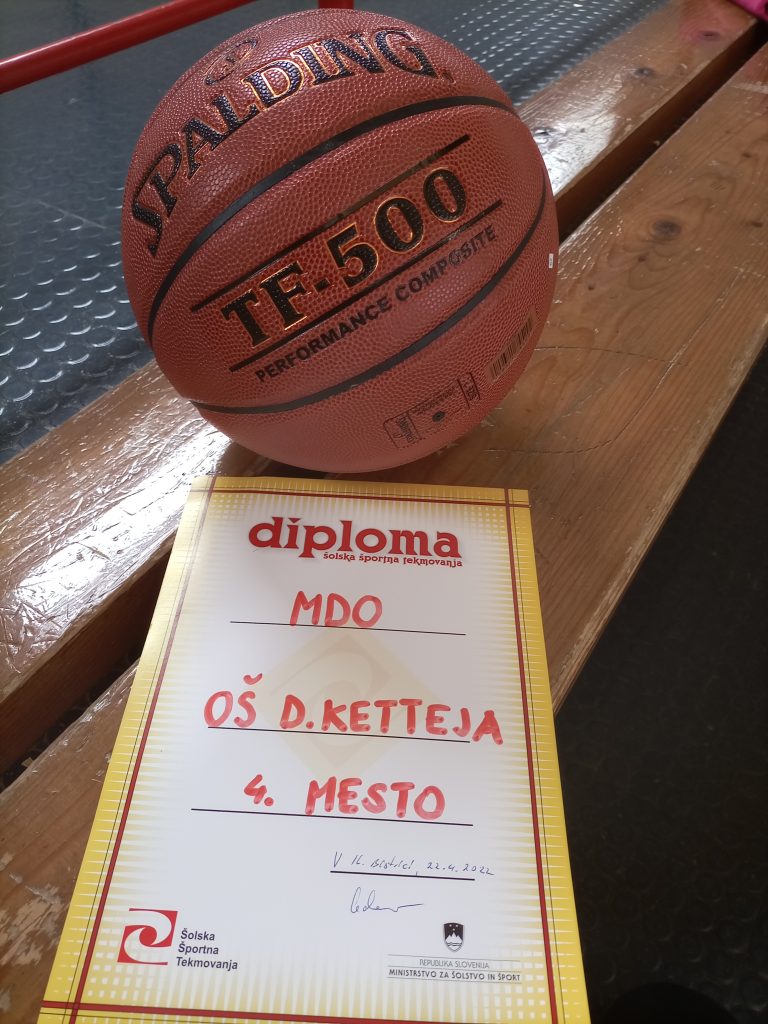 SPALDING
TF-500
PERFORMANCE COMPOSITE
diploma
šolska športna tekmovanja
MDO
OŠ D.KETTEJA
4. MESTO
V Il. Bistrici, 22.4.2022
Šolska
Športna
Tekmovanja
REPUBLIKA SLOVENIJA
MINISTRSTVO ZA ŠOLSTVO IN ŠPORT